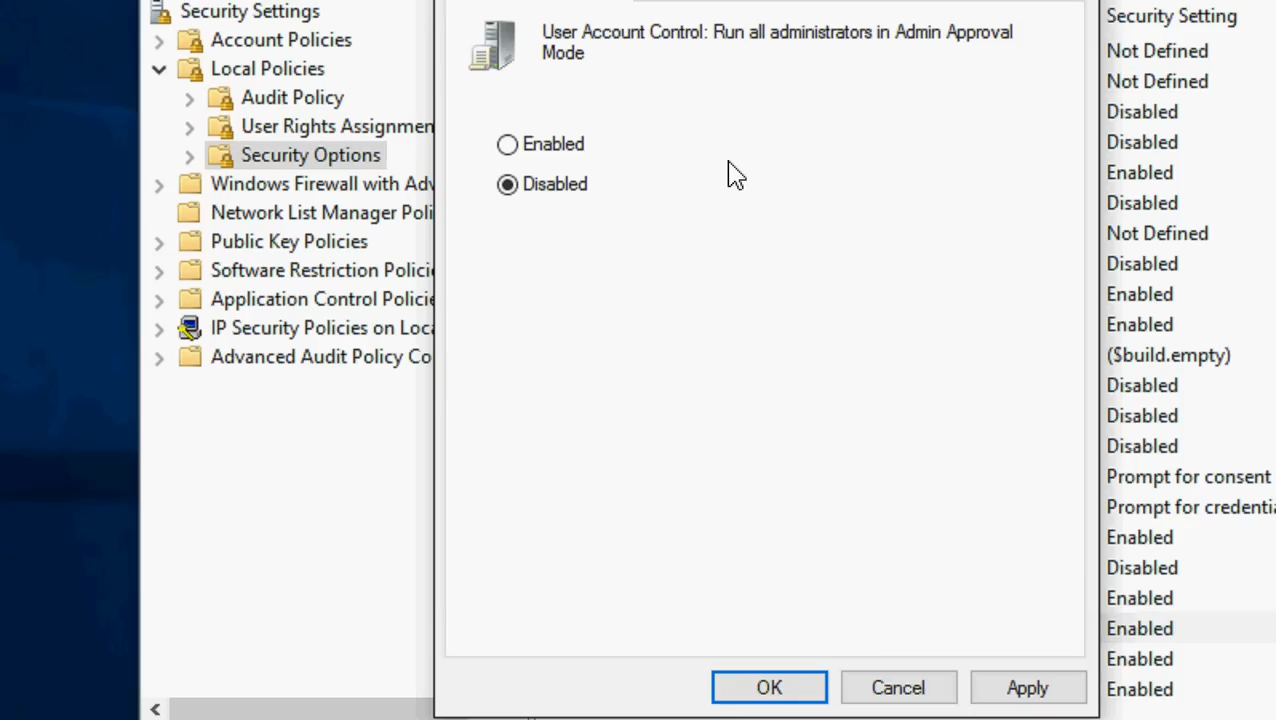 Security Settings
Account Policies
Local Policies
Audit Policy
User Rights Assignmen
Security Options
Windows Firewall with Adv
Network List Manager Poli
Public Key Policies
Software Restriction Polici
Application Control Policie
IP Security Policies on Loca
Advanced Audit Policy Co
User Account Control: Run all administrators in Admin Approval
Mode
Enabled
Disabled
OK
Cancel
Apply
Security Setting
Not Defined
Not Defined
Disabled
Disabled
Enabled
Disabled
Not Defined
Disabled
Enabled
Enabled
($build.empty)
Disabled
Disabled
Disabled
Prompt for consent
Prompt for credentia
Enabled
Disabled
Enabled
Enabled
Enabled
Enabled